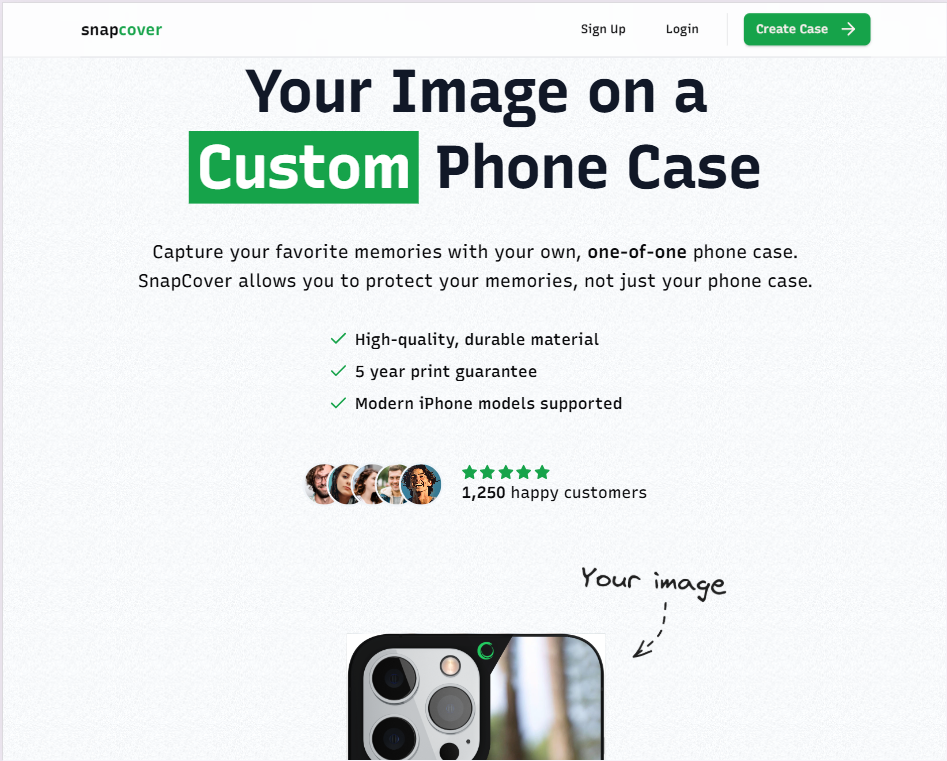 snapcover
Sign Up
Login
Create Case
Your Image on a
Custom Phone Case
Capture your favorite memories with your own, one-of-one phone case.
SnapCover allows you to protect your memories, not just your phone case.
High-quality, durable material
5 year print guarantee
Modern iPhone models supported
1,250 happy customers
Your image